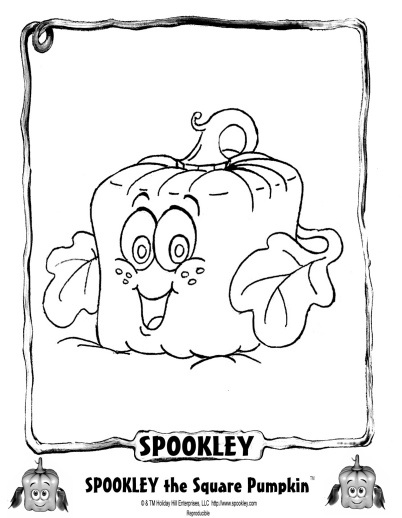 SPOOKLEY
SPOOKLEY the Square Pumpkin™
© & TM Holiday Hill Enterprises, LLC http://www.spookley.com
Reproducible